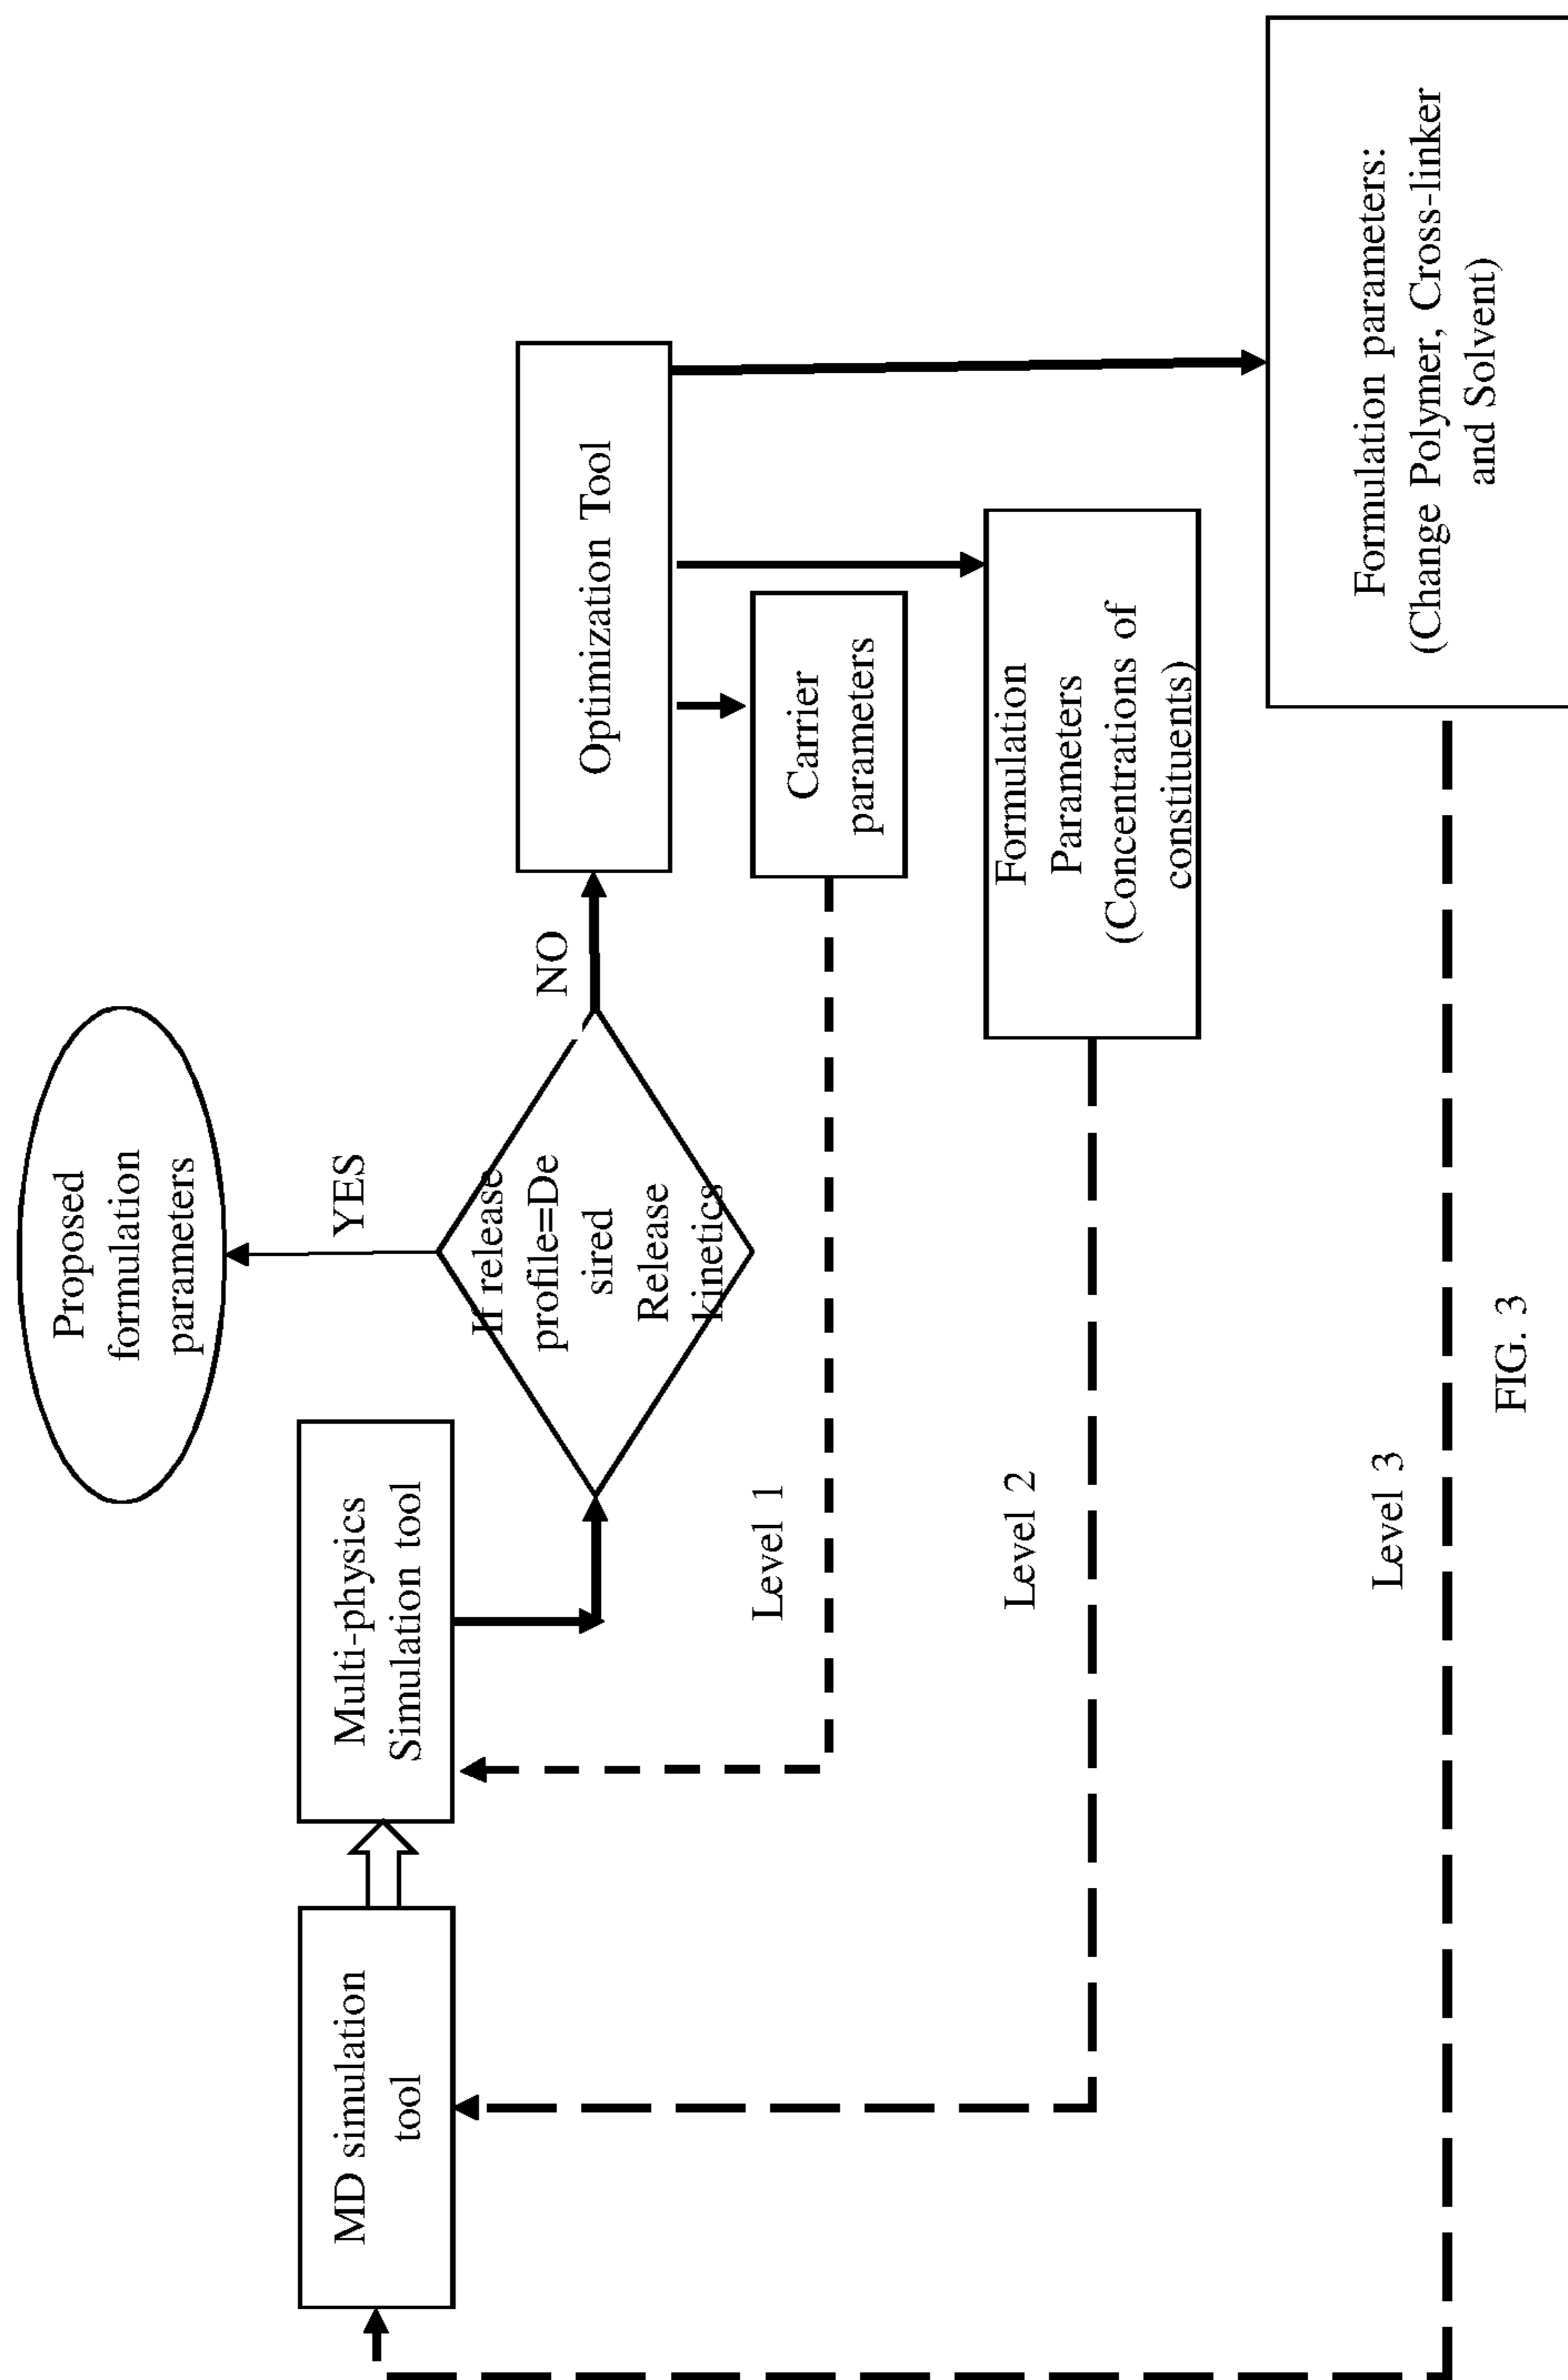 Proposed
formulation
parameters
YES
MD simulation
tool
Multi-physics
Simulation tool
If release
profile=De
sired
Release
kinetics
NO
Optimization Tool
Level 1
Carrier
parameters
Level 2
Formulation
Parameters
(Concentrations of
constituents)
Level 3
Formulation parameters:
(Change Polymer, Cross-linker
and Solvent)
FIG. 3